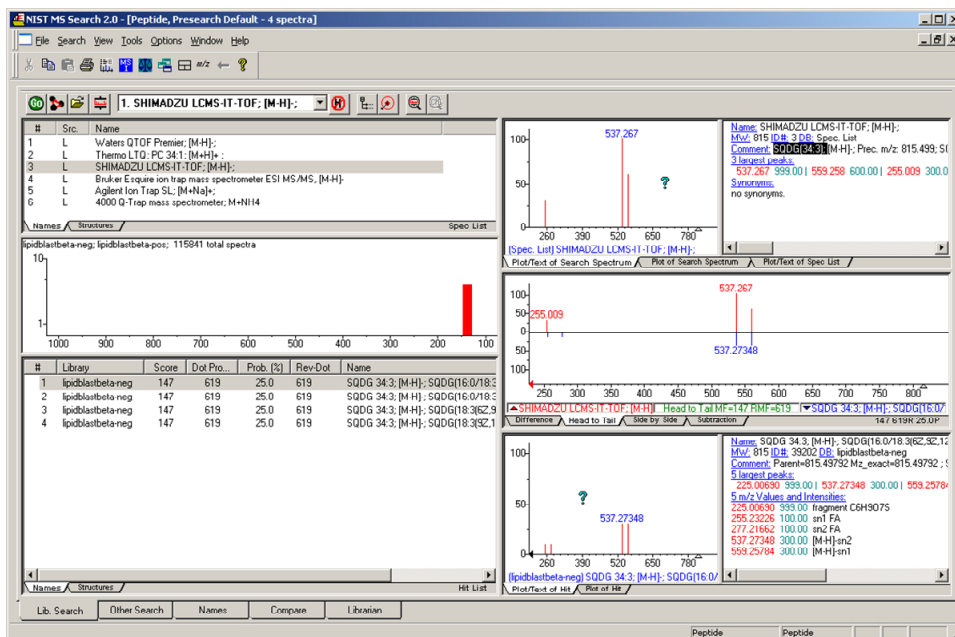 NIST MS Search 2.0 - [Peptide, Presearch Default - 4 spectra]
File Search View Tools Options Window Help
1. SHIMADZU LCMS-IT-TOF; [M-H]-;
# Src. Name
1 L Waters QTOF Premier; [M-H]-;
2 L Thermo LTQ: PC 34:1; [M+H]+ :
3 L SHIMADZU LCMS-IT-TOF; [M-H]-;
4 L Bruker Esquire ion trap mass spectrometer ESI MS/MS, [M-H]-
5 L Agilent Ion Trap SL; [M+Na]+;
6 L 4000 Q-Trap mass spectrometer; M+NH4
Names Structures Spec List
lipidblastbeta-neg; lipidblastbeta-pos; 115841 total spectra
10
1
1000 900 800 700 600 500 400 300 200 100
# Library Score Dot Pro... Prob. (%) Rev-Dot Name
1 lipidblastbeta-neg 147 619 25.0 619 SQDG 34:3; [M-H]-; SQDG(16:0/18:3
2 lipidblastbeta-neg 147 619 25.0 619 SQDG 34:3; [M-H]-; SQDG(16:0/18:
3 lipidblastbeta-neg 147 619 25.0 619 SQDG 34:3; [M-H]-; SQDG(18:3(6Z,
4 lipidblastbeta-neg 147 619 25.0 619 SQDG 34:3; [M-H]-; SQDG(18:3(9Z,1
Names Structures Hit List
Lib. Search Other Search Names Compare Librarian
100
50
0
537.267
?
260 390 520 650 780
(Spec. List) SHIMADZU LCMS-IT-TOF; [M-H]-;
Plot/Text of Search Spectrum Plot of Search Spectrum Plot/Text of Spec List
Name: SHIMADZU LCMS-IT-TOF; [M-H]-;
MW: 815 ID#: 3 DB: Spec. List
Comment: SQDG(34:3); [M-H]-; Prec. m/z: 815.499;
3 largest peaks:
537.267 999.00 | 559.258 600.00 | 255.009 300.0
Synonyms:
no synonyms.
100
50
0
50
100
537.267
255.009
537.27348
250 300 350 400 450 500 550 600 650 700 750 800
SHIMADZU LCMS-IT-TOF; [M-H] Head to Tail MF=147 RMF=619 SQDG 34:3; [M-H]-; SQDG(16:0/
Difference Head to Tail Side by Side Subtraction 147 619R 25.0P
100
50
0
?
537.27348
260 390 520 650 780
(lipidblastbeta-neg) SQDG 34:3; [M-H]-; SQDG(16:0/
Plot/Text of Hit Plot of Hit
Name: SQDG 34:3; [M-H]-; SQDG(16:0/18:3(6Z,9Z,12
MW: 815 ID#: 39202 DB: lipidblastbeta-neg
Comment: Parent=815.49792 Mz_exact=815.49792 ;
5 largest peaks:
225.00690 999.00 | 537.27348 300.00 | 559.25784
5 m/z Values and Intensities:
225.00690 999.00 fragment C6H9O7S
255.23226 100.00 sn1 FA
277.21662 100.00 sn2 FA
537.27348 300.00 [M-H]-sn2
559.25784 300.00 [M-H]-sn1
Peptide Peptide